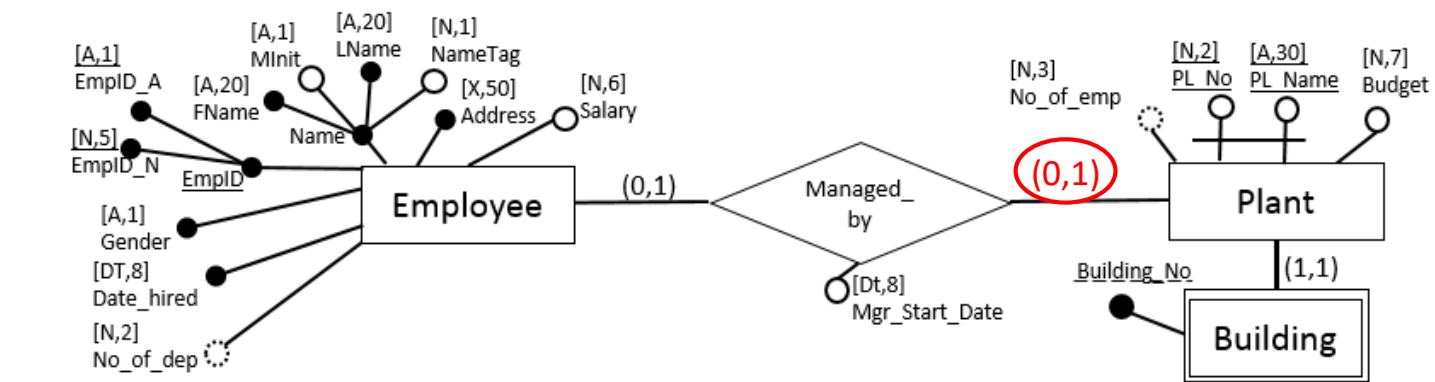 [A,1]
EmpID_A
[N,5]
EmpID_N
EmpID
[A,20]
FName
[A,1]
MInit
[A,20]
LName
[N,1]
NameTag
Name
[X,50]
Address
[N,6]
Salary
[A,1]
Gender
[DT,8]
Date_hired
[N,2]
No_of_dep
Employee
(0,1)
Managed_
by
[Dt,8]
Mgr_Start_Date
(0,1)
[N,3]
No_of_emp
[N,2]
PL_No
[A,30]
PL_Name
[N,7]
Budget
Plant
(1,1)
Building_No
Building